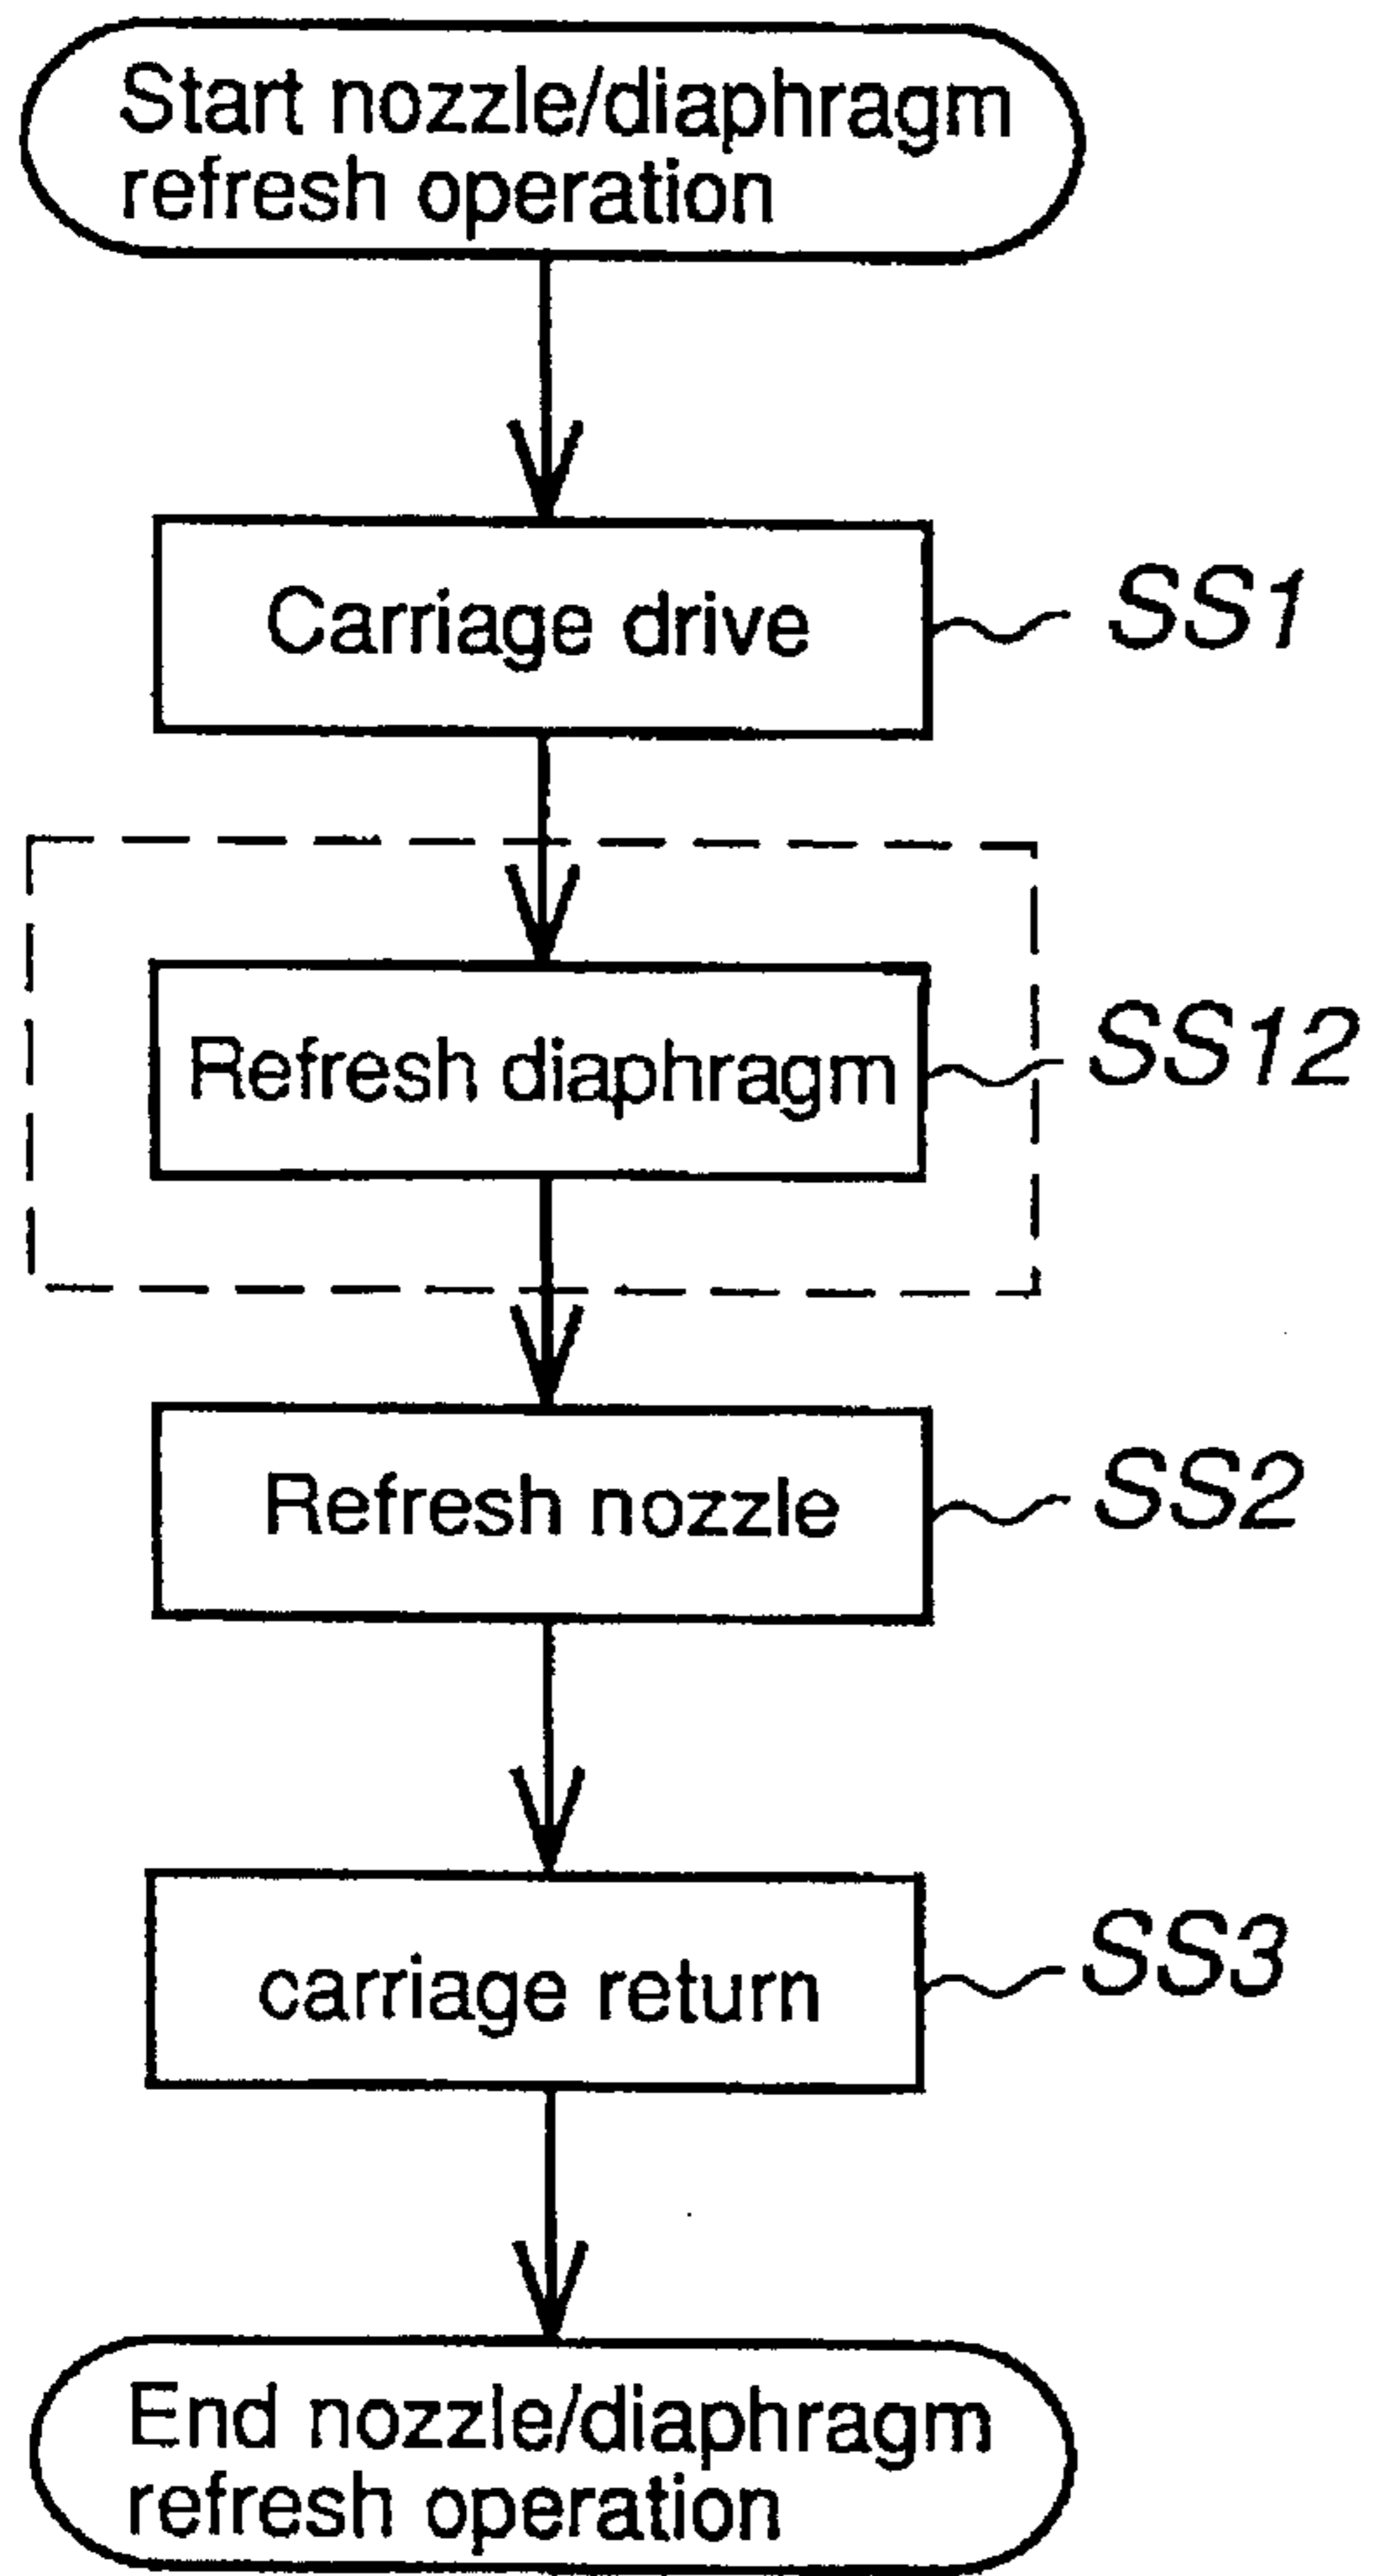 Start nozzle/diaphragm
refresh operation
Carriage drive
SS1
Refresh diaphragm
SS12
Refresh nozzle
SS2
carriage return
SS3
End nozzle/diaphragm
refresh operation